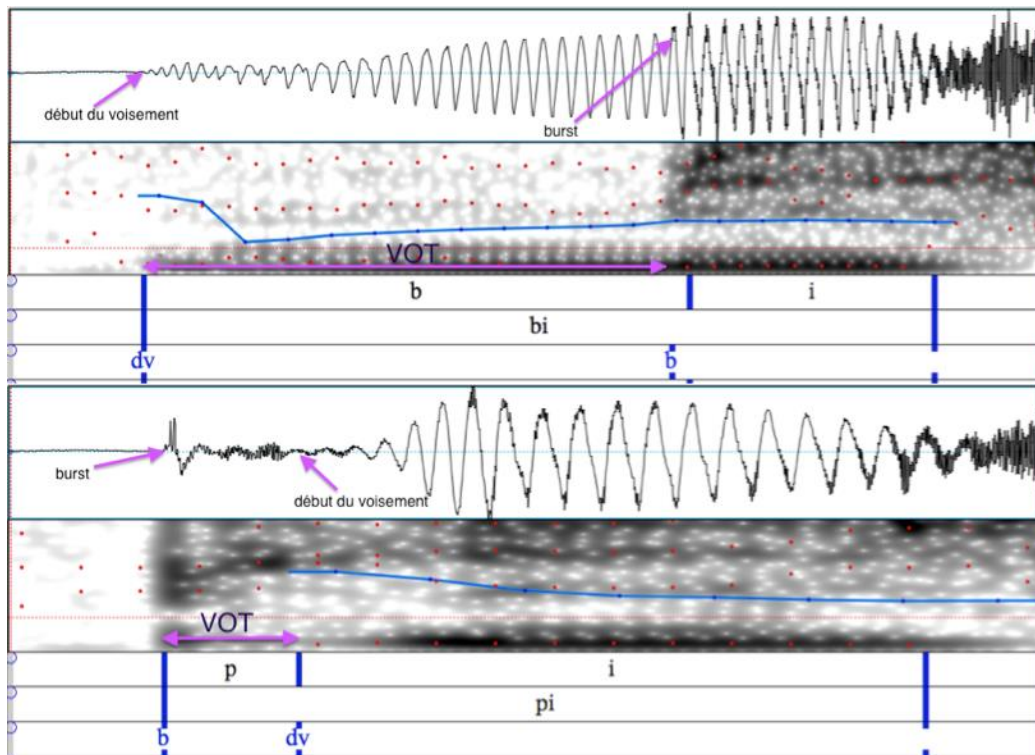 début du voisement
burst
VOT
b i
bi
dv b
burst
début du voisement
VOT
p i
pi
b dv